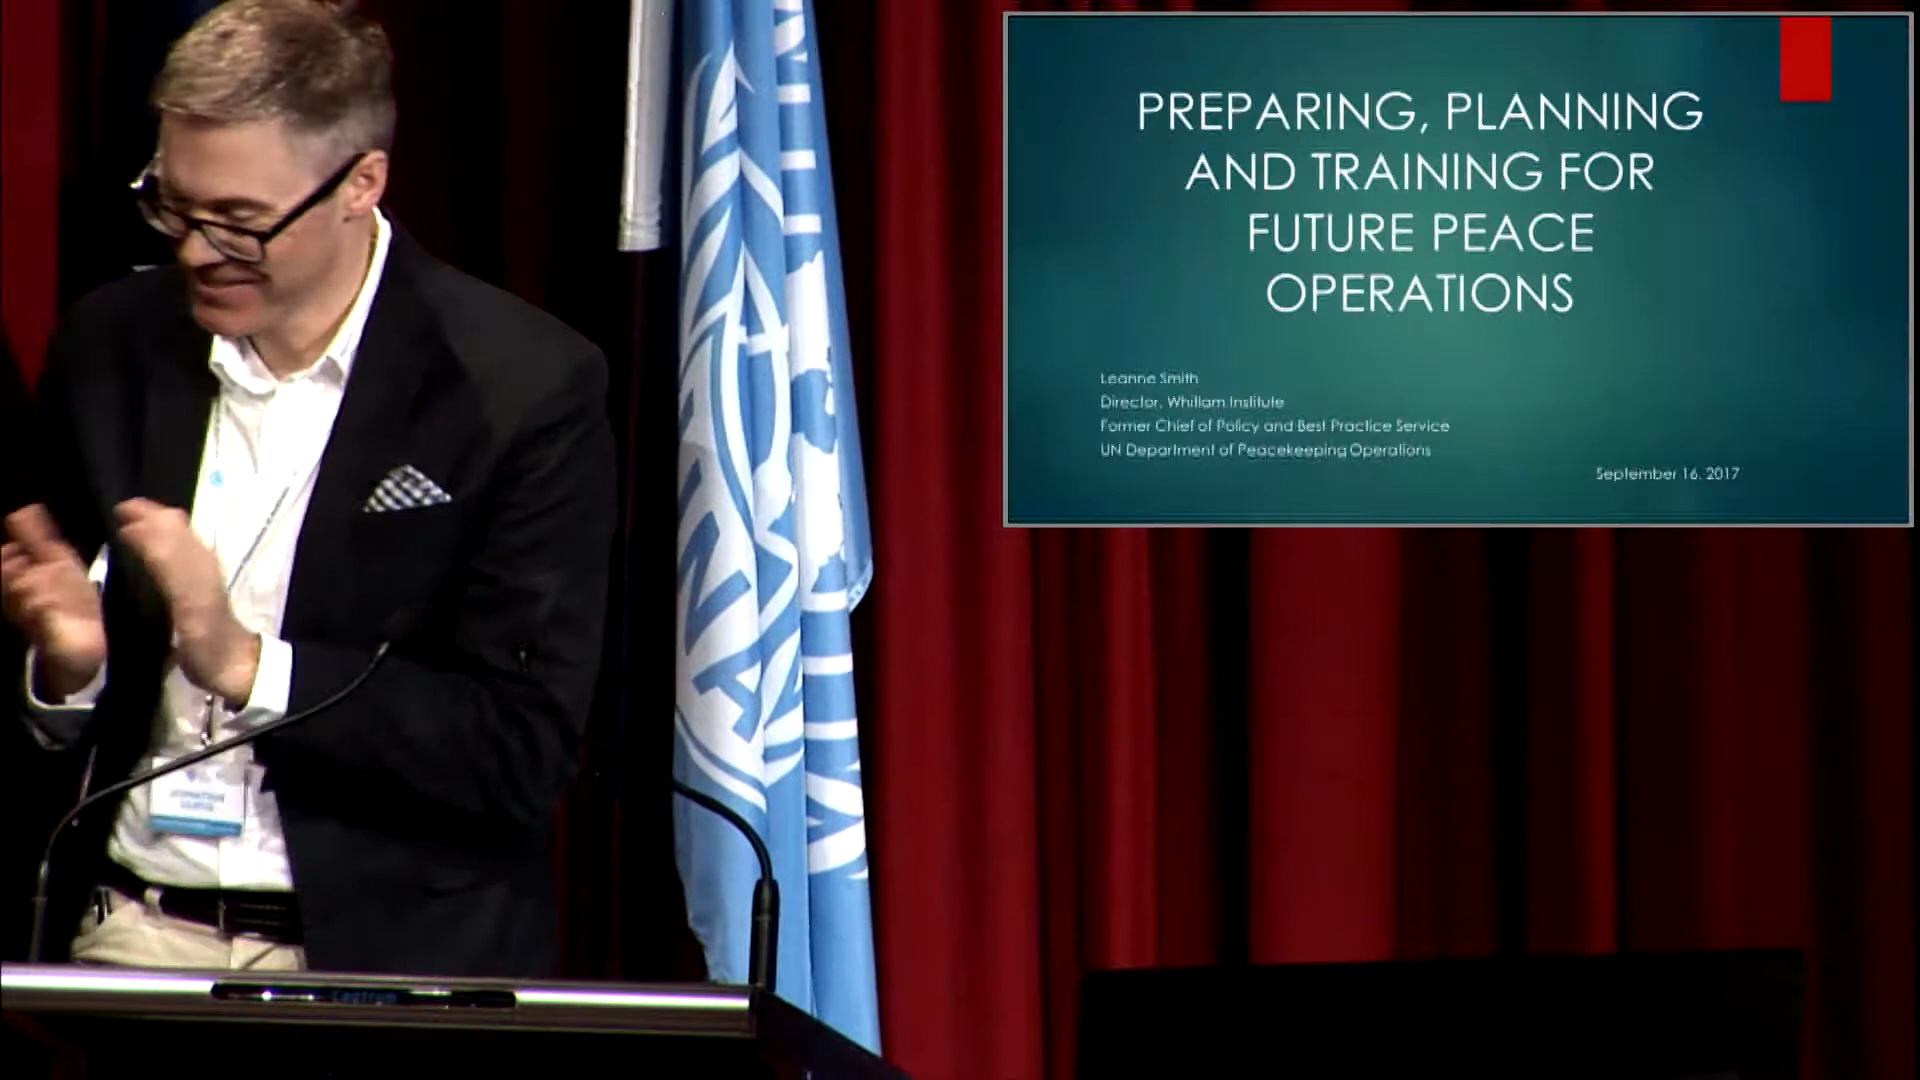 PREPARING, PLANNING
AND TRAINING FOR
FUTURE PEACE
OPERATIONS
Leanne Smith
Director, Whitlam Institute
Former Chief of Policy and Best Practice Service
UN Department of Peacekeeping Operations
September 16, 2017